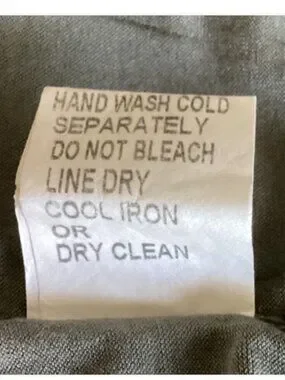 HAND WASH COLD
SEPARATELY
DO NOT BLEACH
LINE DRY
COOL IRON
OR
DRY CLEAN